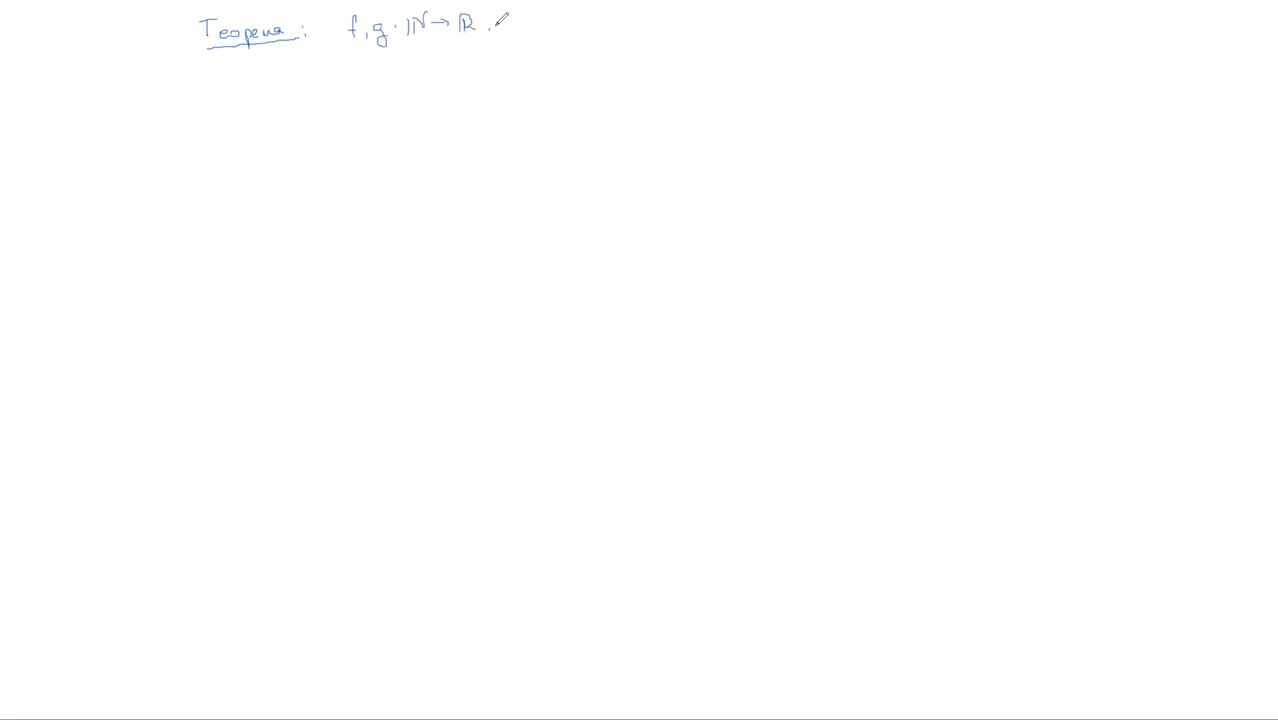 Теорема: f, g : ℕ → ℝ.